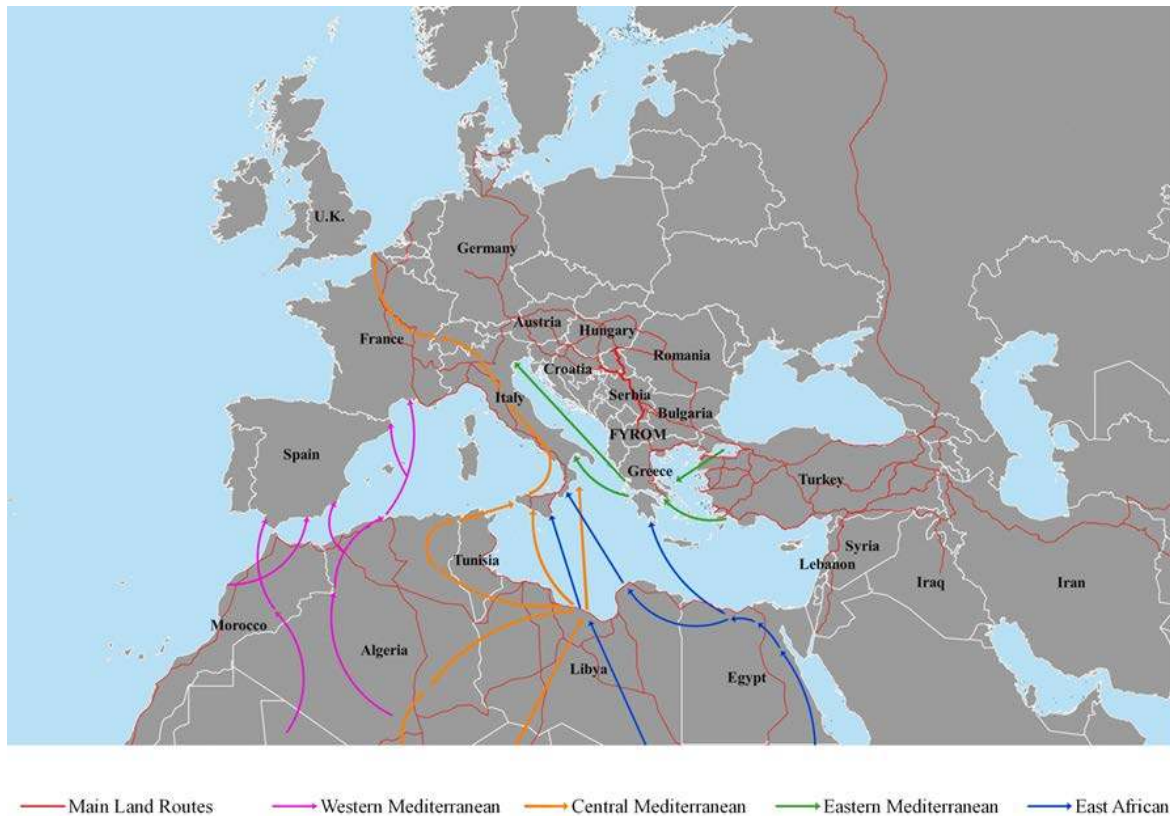 U.K.
Germany
Austria
Hungary
France
Romania
Croatia
Italy
Serbia
Bulgaria
FYROM
Spain
Greece
Turkey
Tunisia
Syria
Lebanon
Iraq
Iran
Morocco
Algeria
Libya
Egypt
Main Land Routes
Western Mediterranean
Central Mediterranean
Eastern Mediterranean
East African